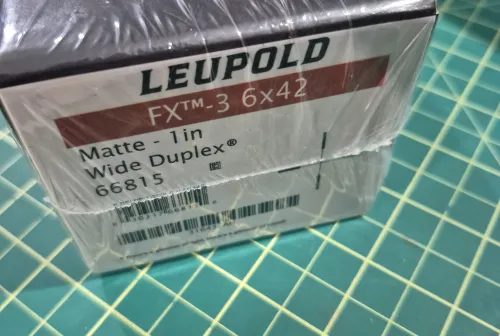 LEUPOLD
FX™-3 6x42
Matte - 1in
Wide Duplex®
66815